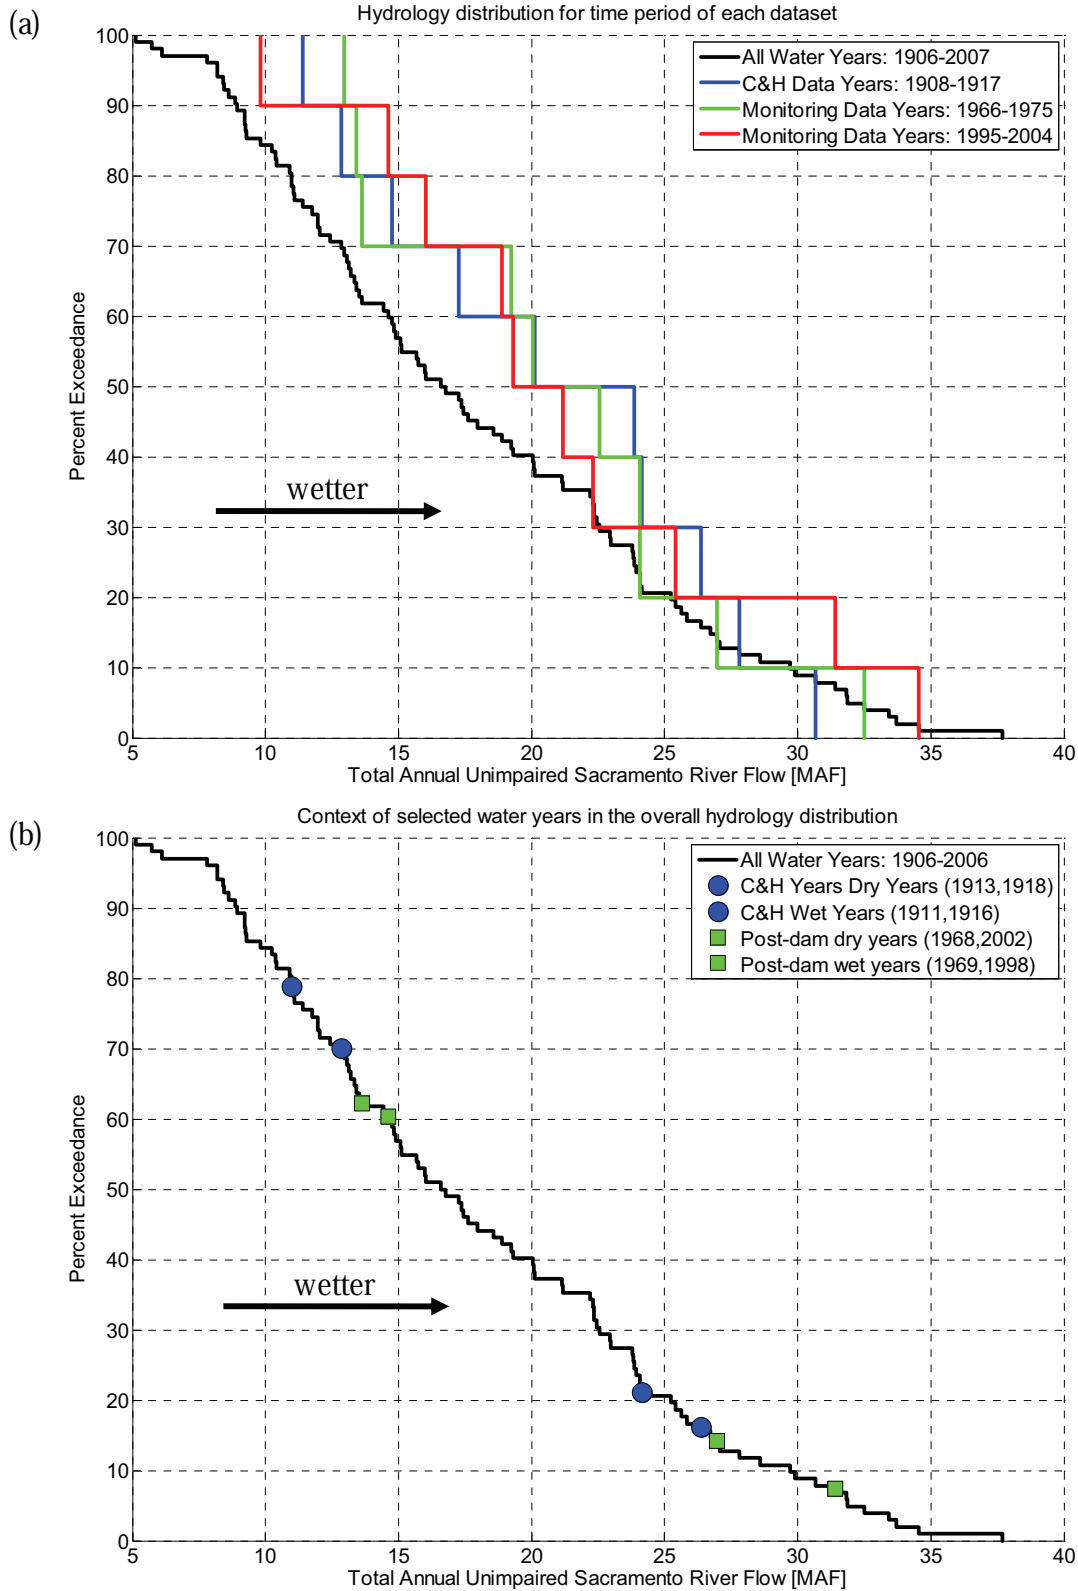 (a)
Hydrology distribution for time period of each dataset
100
90
80
70
60
50
40
30
20
10
0
Percent Exceedance
All Water Years: 1906-2007
C&H Data Years: 1908-1917
Monitoring Data Years: 1966-1975
Monitoring Data Years: 1995-2004
wetter
5 10 15 20 25 30 35 40
Total Annual Unimpaired Sacramento River Flow [MAF]
(b)
Context of selected water years in the overall hydrology distribution
100
90
80
70
60
50
40
30
20
10
0
Percent Exceedance
All Water Years: 1906-2006
C&H Years Dry Years (1913,1918)
C&H Wet Years (1911,1916)
Post-dam dry years (1968,2002)
Post-dam wet years (1969,1998)
wetter
5 10 15 20 25 30 35 40
Total Annual Unimpaired Sacramento River Flow [MAF]